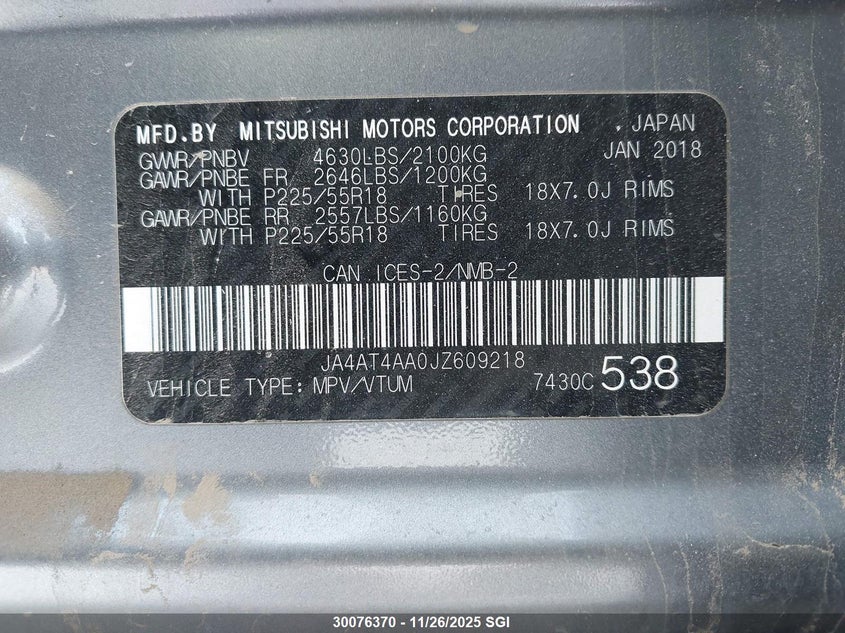 MFD.BY MITSUBISHI MOTORS CORPORATION , JAPAN
GVWR/PNBV 4630LBS/2100KG JAN 2018
GAWR/PNBE FR 2646LBS/1200KG
WITH P225/55R18 TIRES 18X7.0J RIMS
GAWR/PNBE RR 2557LBS/1160KG
WITH P225/55R18 TIRES 18X7.0J RIMS
CAN ICES-2/NMB-2
JA4AT4AA0JZ609218
VEHICLE TYPE: MPV/VTUM 7430C 538
30076370 - 11/26/2025 SGI